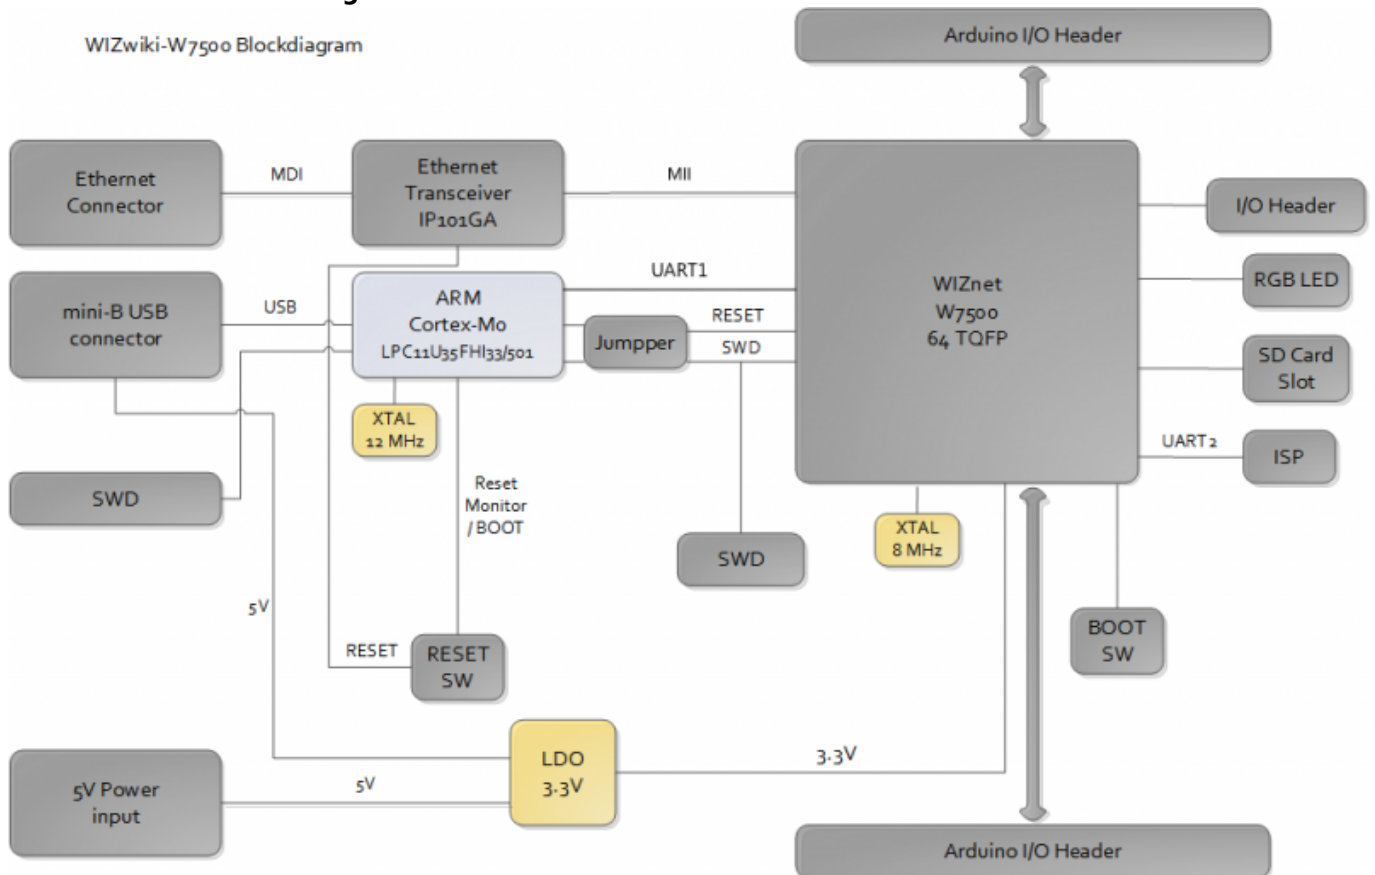 WIZwiki-W7500 Blockdiagram
Arduino I/O Header
Ethernet
Connector
MDI
Ethernet
Transceiver
IP101GA
MII
I/O Header
mini-B USB
connector
USB
ARM
Cortex-M0
LPC11U35FHI33/501
UART1
RESET
SWD
Jumpper
WIZnet
W7500
64 TQFP
RGB LED
SD Card
Slot
UART2
ISP
XTAL
12 MHz
SWD
Reset
Monitor
/ BOOT
SWD
XTAL
8 MHz
5V
RESET
RESET
SW
BOOT
SW
5V Power
input
5V
LDO
3.3V
3.3V
Arduino I/O Header